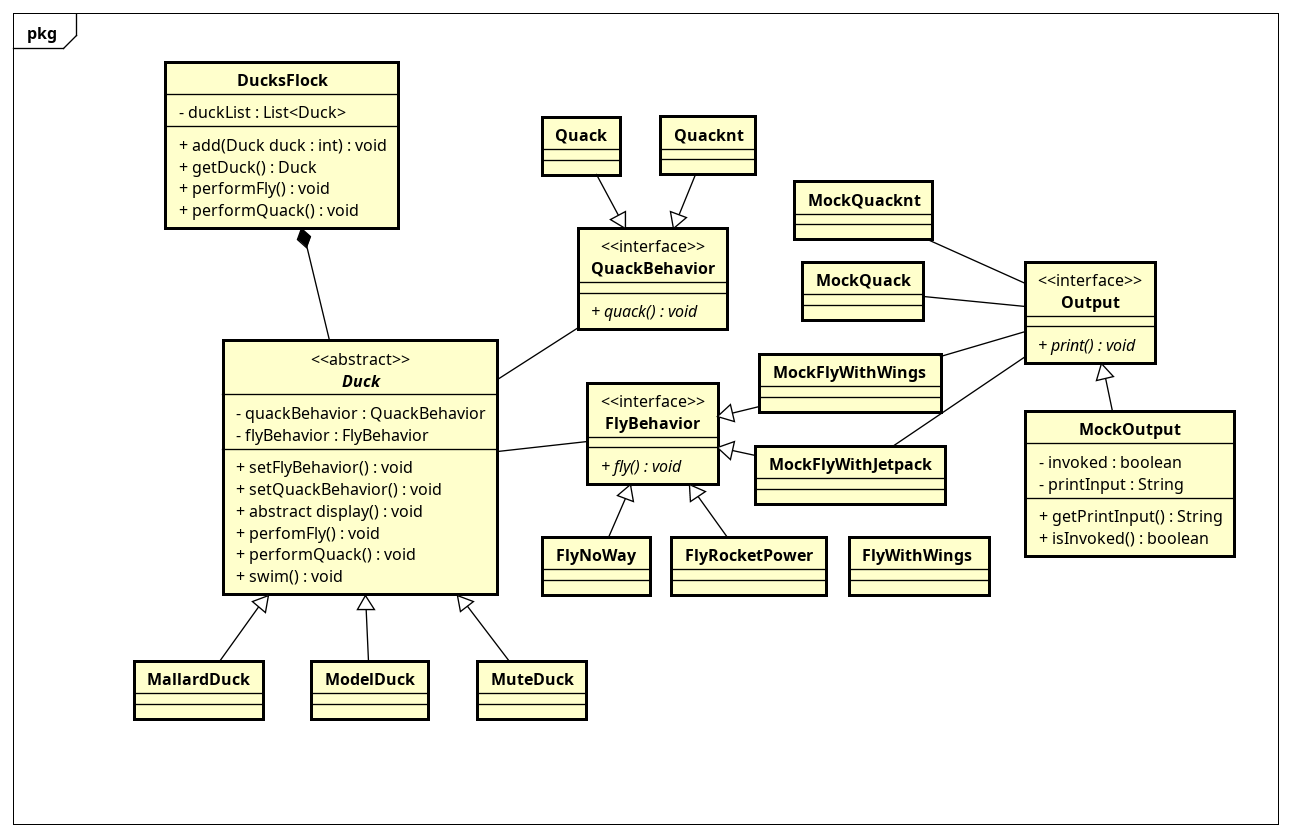 pkg
DucksFlock
- duckList : List<Duck>
+ add(Duck duck : int) : void
+ getDuck() : Duck
+ performFly() : void
+ performQuack() : void
Quack
Quacknt
MockQuacknt
<<interface>>
QuackBehavior
+ quack() : void
MockQuack
<<interface>>
Output
+ print() : void
<<abstract>>
Duck
- quackBehavior : QuackBehavior
- flyBehavior : FlyBehavior
+ setFlyBehavior() : void
+ setQuackBehavior() : void
+ abstract display() : void
+ perfomFly() : void
+ performQuack() : void
+ swim() : void
<<interface>>
FlyBehavior
+ fly() : void
MockFlyWithWings
MockFlyWithJetpack
MockOutput
- invoked : boolean
- printInput : String
+ getPrintInput() : String
+ isInvoked() : boolean
FlyNoWay
FlyRocketPower
FlyWithWings
MallardDuck
ModelDuck
MuteDuck